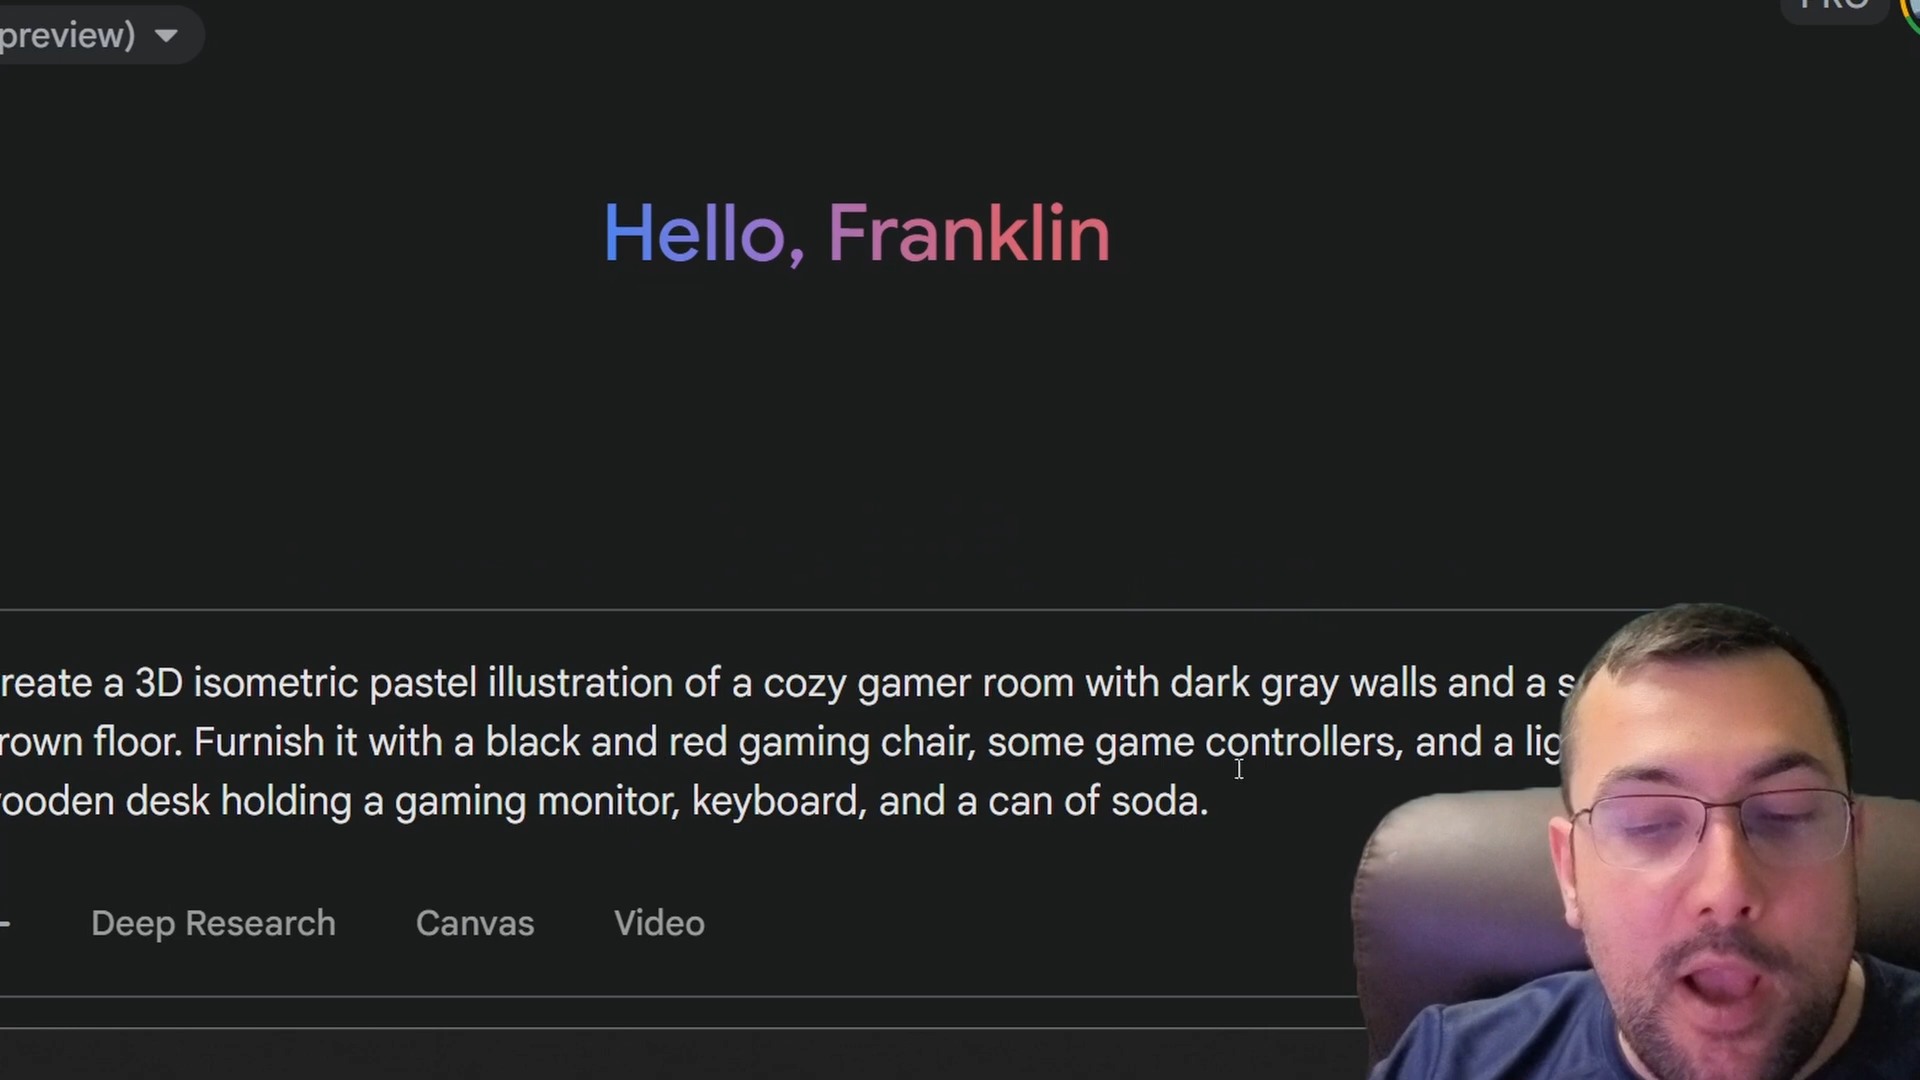 preview)
PRO
Hello, Franklin
reate a 3D isometric pastel illustration of a cozy gamer room with dark gray walls and a s
rown floor. Furnish it with a black and red gaming chair, some game controllers, and a lig
ooden desk holding a gaming monitor, keyboard, and a can of soda.
Deep Research
Canvas
Video